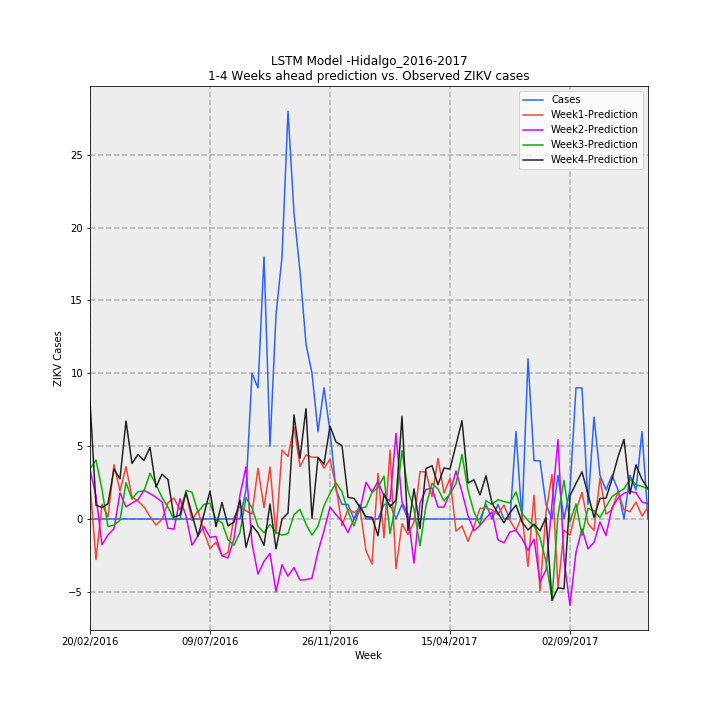 LSTM Model -Hidalgo_2016-2017
1-4 Weeks ahead prediction vs. Observed ZIKV cases
Cases
Week1-Prediction
Week2-Prediction
Week3-Prediction
Week4-Prediction
ZIKV Cases
25
20
15
10
5
0
−5
20/02/2016
09/07/2016
26/11/2016
15/04/2017
02/09/2017
Week